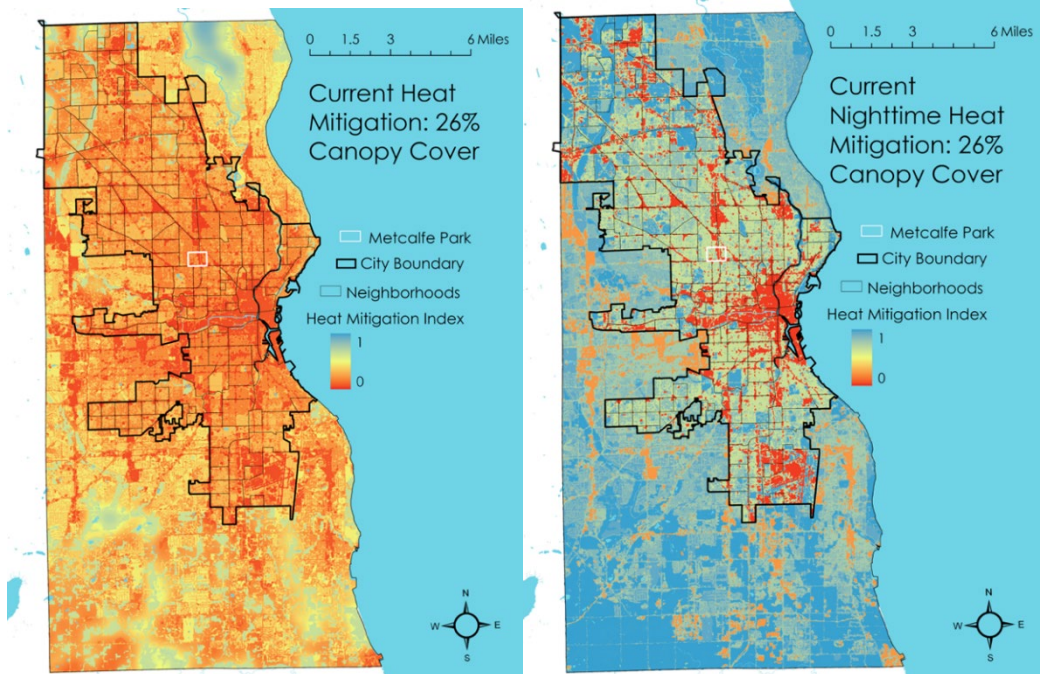 0 1.5 3 6 Miles
Current Heat
Mitigation: 26%
Canopy Cover
Metcalfe Park
City Boundary
Neighborhoods
Heat Mitigation Index
1
0
N
W E
S
0 1.5 3 6 Miles
Current
Nighttime Heat
Mitigation: 26%
Canopy Cover
Metcalfe Park
City Boundary
Neighborhoods
Heat Mitigation Index
1
0
N
W E
S